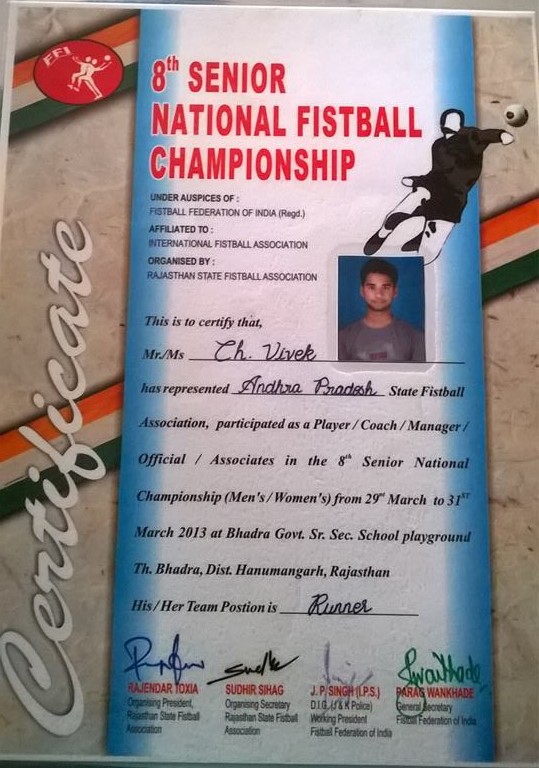 FFI
8th SENIOR
NATIONAL FISTBALL
CHAMPIONSHIP
UNDER AUSPICES OF :
FISTBALL FEDERATION OF INDIA (Regd.)
AFFILIATED TO :
INTERNATIONAL FISTBALL ASSOCIATION
ORGANISED BY :
RAJASTHAN STATE FISTBALL ASSOCIATION
Certificate
This is to certify that,
Mr./Ms Ch. Vivek
has represented Andhra Pradesh State Fistball
Association, participated as a Player / Coach / Manager /
Official / Associates in the 8th Senior National
Championship (Men's / Women's) from 29th March to 31ST
March 2013 at Bhadra Govt. Sr. Sec. School playground
Th. Bhadra, Dist. Hanumangarh, Rajasthan
His / Her Team Postion is Runner
RAJENDAR TOXIA
Organising President,
Rajasthan State Fistball
Association
SUDHIR SIHAG
Organising Secretary
Rajasthan State Fistball
Association
J. P. SINGH (I.P.S.)
D.I.G. (J & K Police)
Working President
Fistball Federation of India
PARAG WANKHADE
General Secretary
Fistball Federation of India